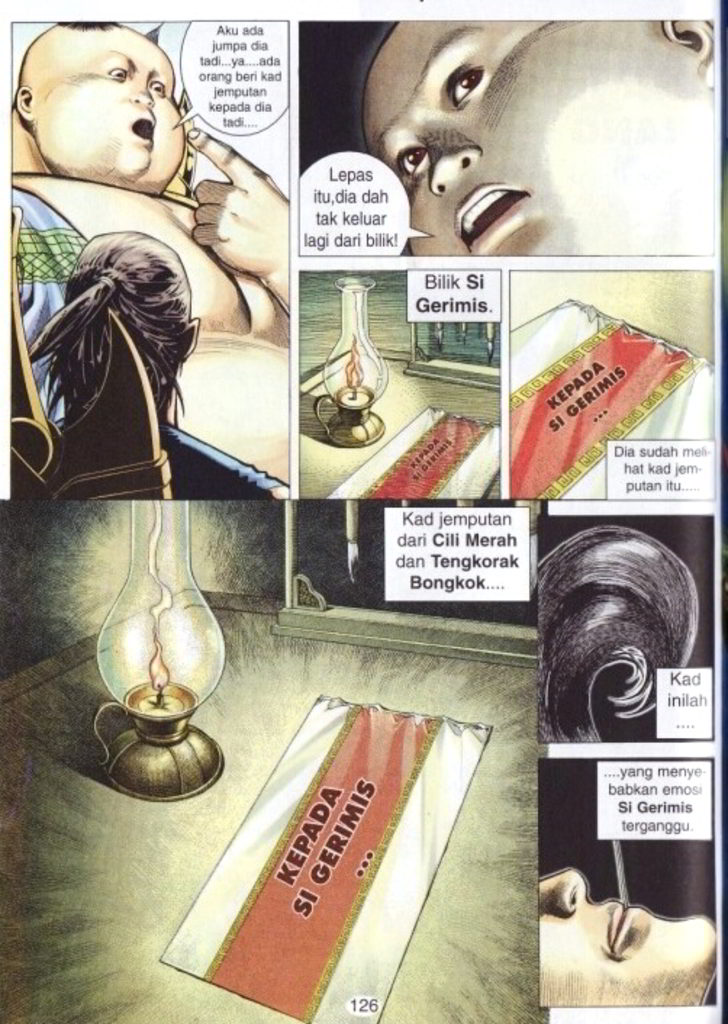 Aku ada
jumpa dia
tadi...ya....ada
orang beri kad
jemputan
kepada dia
tadi....
Lepas
itu,dia dah
tak keluar
lagi dari bilik!
Bilik Si
Gerimis.
KEPADA
SI GERIMIS
...
KEPADA
SI GERIMIS
...
Dia sudah meli-
hat kad jem-
putan itu.....
Kad jemputan
dari Cili Merah
dan Tengkorak
Bongkok....
KEPADA
SI GERIMIS
...
Kad
inilah
....
....yang menye-
babkan emosi
Si Gerimis
terganggu.
126